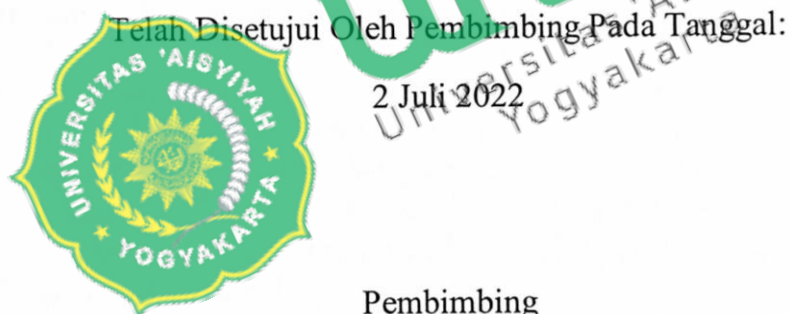 Telah Disetujui Oleh Pembimbing Pada Tanggal:
2 Juli 2022
Universitas 'A
Yogyakarta
UNIVERSITAS 'AISYIYAH
YOGYAKARTA
Pembimbing